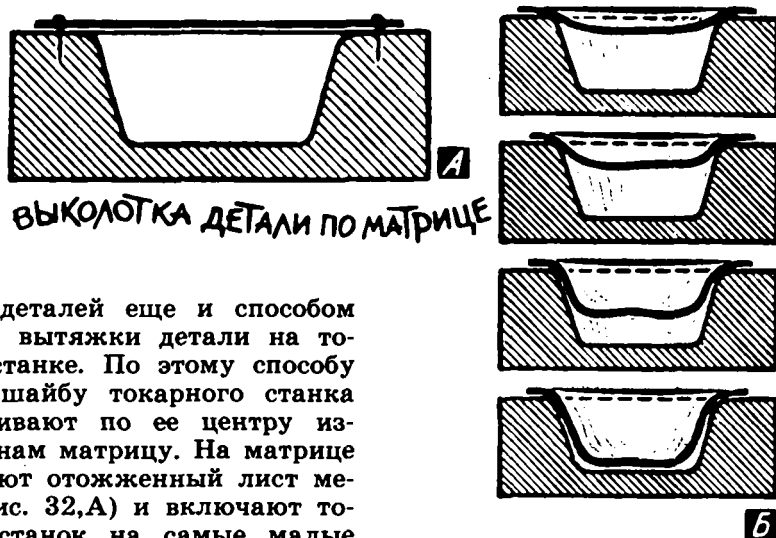 А
ВЫКОЛОТКА ДЕТАЛИ ПО МАТРИЦЕ
деталей еще и способом
вытяжки детали на то-
танке. По этому способу
шайбу токарного станка
ивают по ее центру из-
нам матрицу. На матрице
ют отожженный лист ме-
ис. 32,А) и включают то-
станок на самые малые
Б